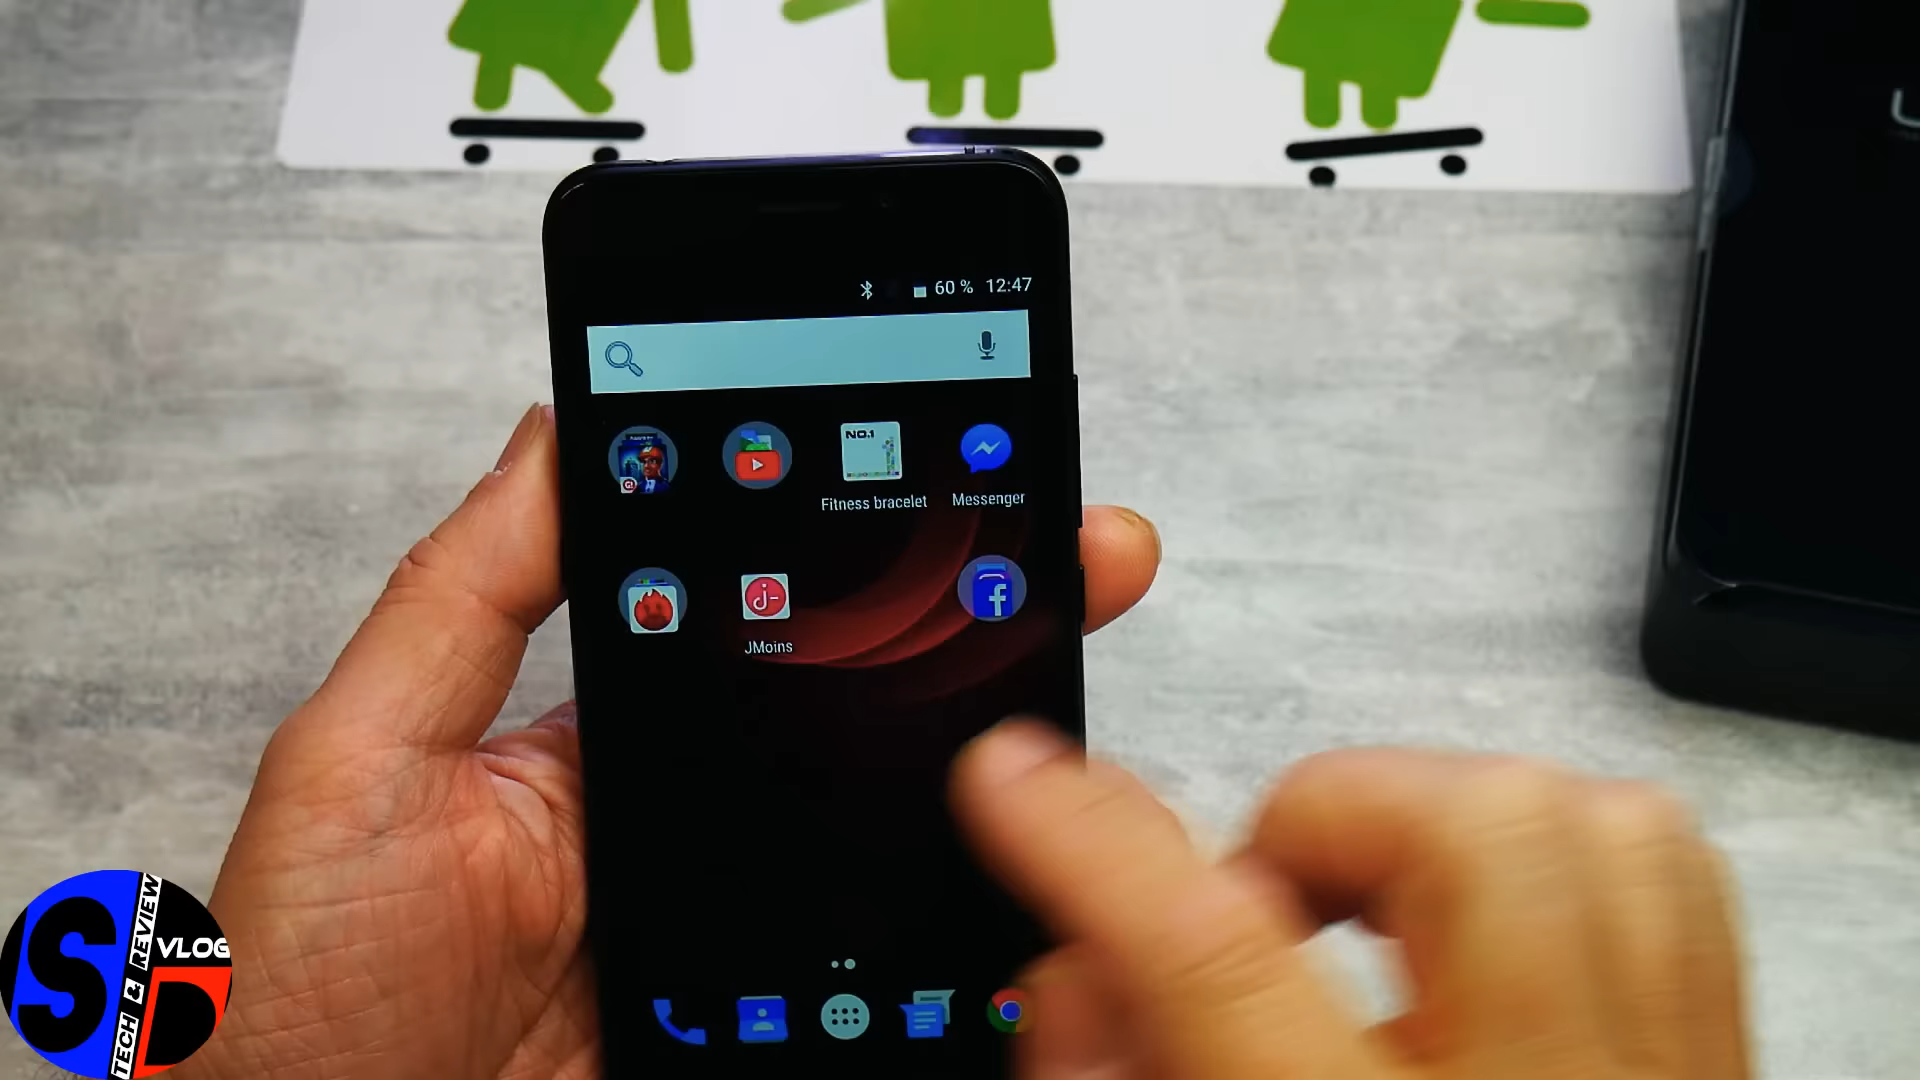 60 % 12:47
NO.1
Fitness bracelet
Messenger
j-
f
JMoins
S
TECH & REVIEW
VLOG
D